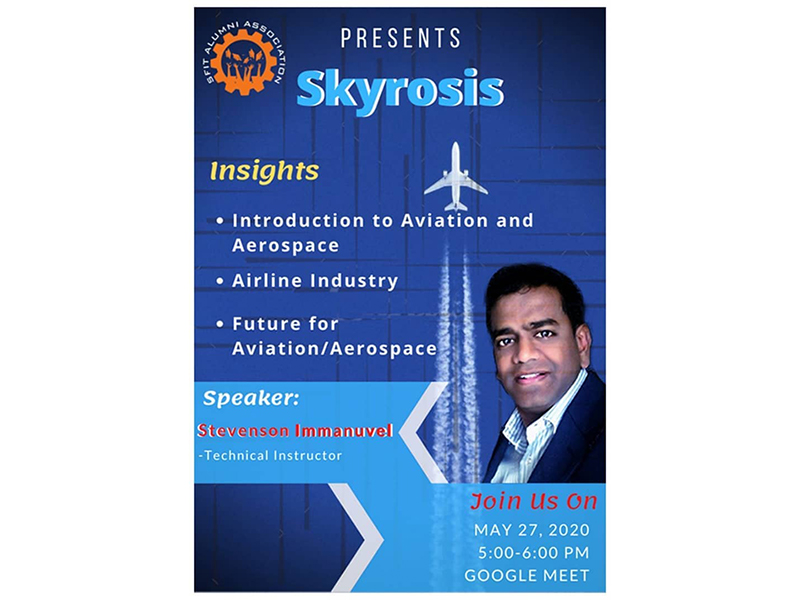 SFIT ALUMNI ASSOCIATION
PRESENTS
Skyrosis
Insights
• Introduction to Aviation and
Aerospace
• Airline Industry
• Future for
Aviation/Aerospace
Speaker:
Stevenson Immanuvel
-Technical Instructor
Join Us On
MAY 27, 2020
5:00-6:00 PM
GOOGLE MEET